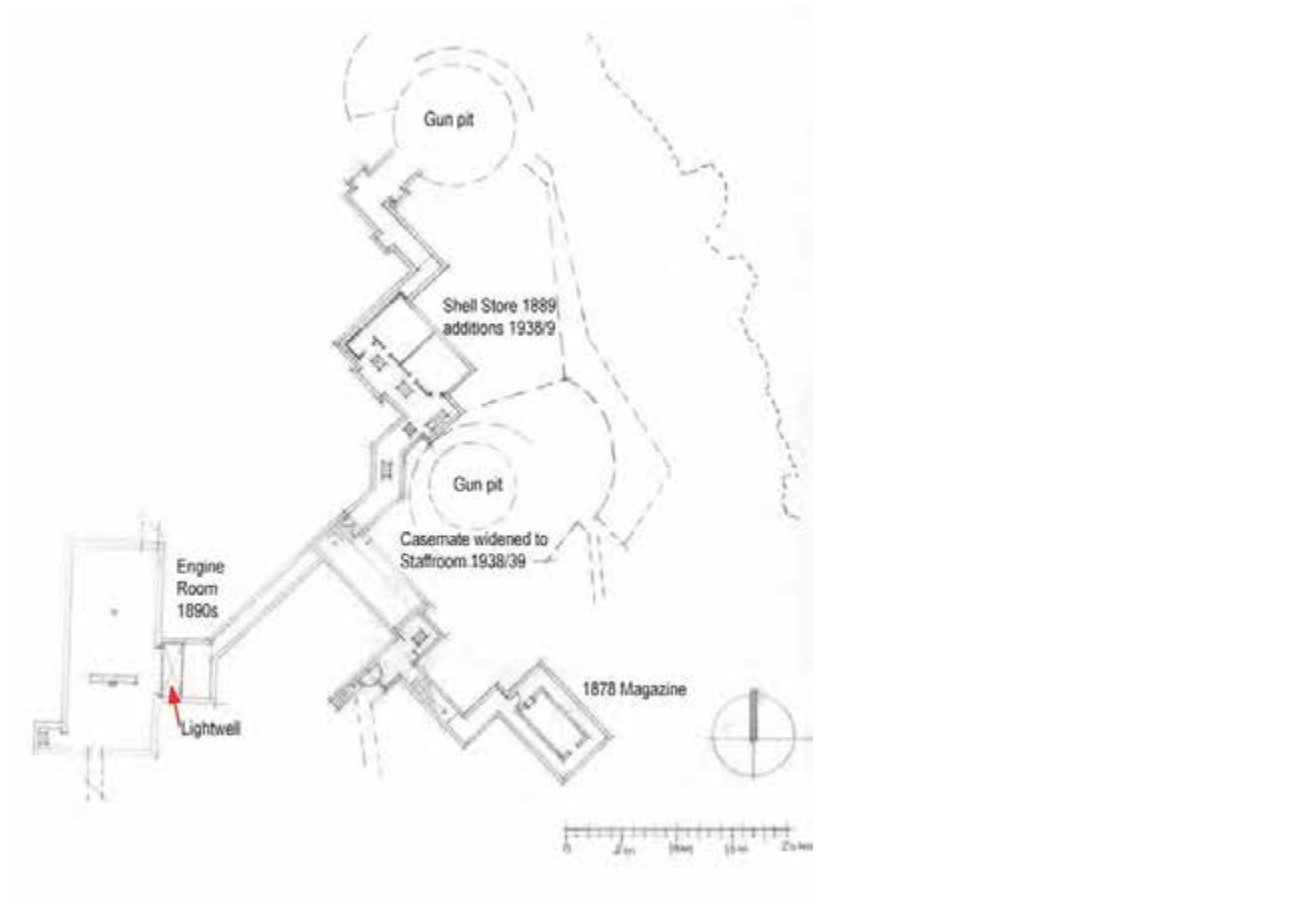 Gun pit
Shell Store 1889
additions 1938/9
Gun pit
Casemate widened to
Staffroom 1938/39
Engine
Room
1890s
1878 Magazine
Lightwell
0